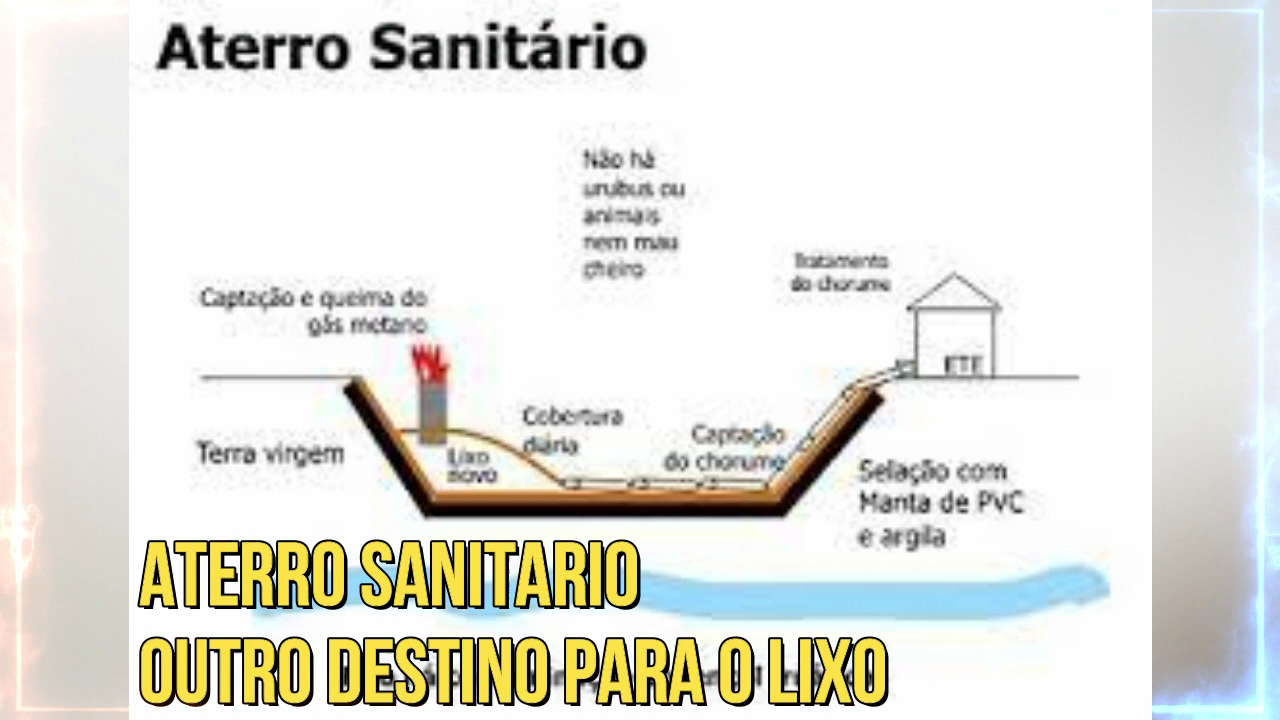 Aterro Sanitário
Não há
urubus ou
animais
nem mau
cheiro
Tratamento
do chorume
Captação e queima do
gás metano
ETE
Cobertura
diária
Captação
do chorume
Terra virgem
Lixo
novo
Selação com
Manta de PVC
e argila
ATERRO SANITARIO
OUTRO DESTINO PARA O LIXO